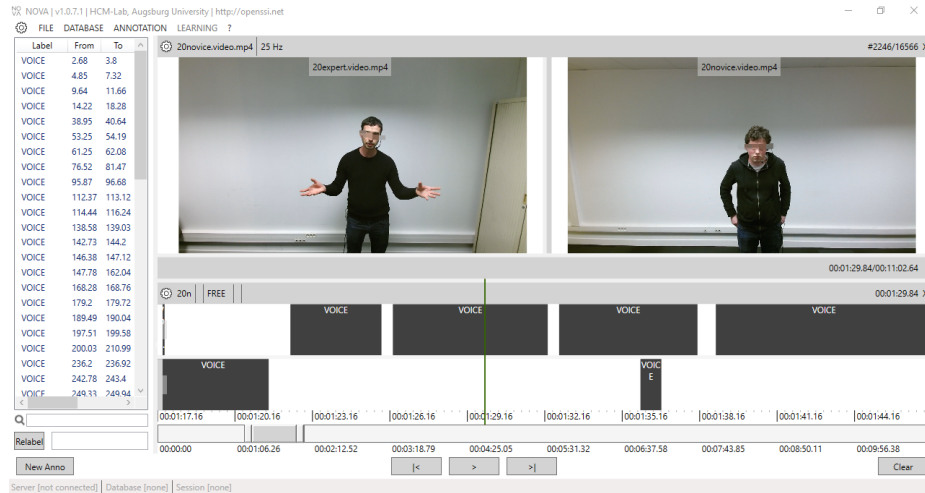 NOVA | v1.0.7.1 | HCM-Lab, Augsburg University | http://openssi.net
FILE DATABASE ANNOTATION LEARNING ?
Label From To
VOICE 2.68 3.8
VOICE 4.85 7.32
VOICE 9.64 11.66
VOICE 14.22 18.28
VOICE 38.95 40.64
VOICE 53.25 54.19
VOICE 61.25 62.08
VOICE 76.52 81.47
VOICE 95.87 96.68
VOICE 112.37 113.12
VOICE 114.44 116.24
VOICE 138.58 139.03
VOICE 142.73 144.2
VOICE 146.38 147.12
VOICE 147.78 162.04
VOICE 168.28 168.76
VOICE 179.2 179.72
VOICE 189.49 190.04
VOICE 197.51 199.58
VOICE 200.03 210.99
VOICE 236.2 236.92
VOICE 242.78 243.4
VOICE 249.33 249.94
Relabel
New Anno
20novice.video.mp4 25 Hz #2246/16566 X
20expert.video.mp4 20novice.video.mp4
00:01:29.84/00:11:02.64
20n FREE 00:01:29.84 X
VOICE VOICE VOICE VOICE
VOICE VOIC
E
00:01:17.16 00:01:20.16 00:01:23.16 00:01:26.16 00:01:29.16 00:01:32.16 00:01:35.16 00:01:38.16 00:01:41.16 00:01:44.16
00:00:00 00:01:06.26 00:02:12.52 00:03:18.79 00:04:25.05 00:05:31.32 00:06:37.58 00:07:43.85 00:08:50.11 00:09:56.38
|< > >| Clear
Server [not connected] Database [none] Session [none]